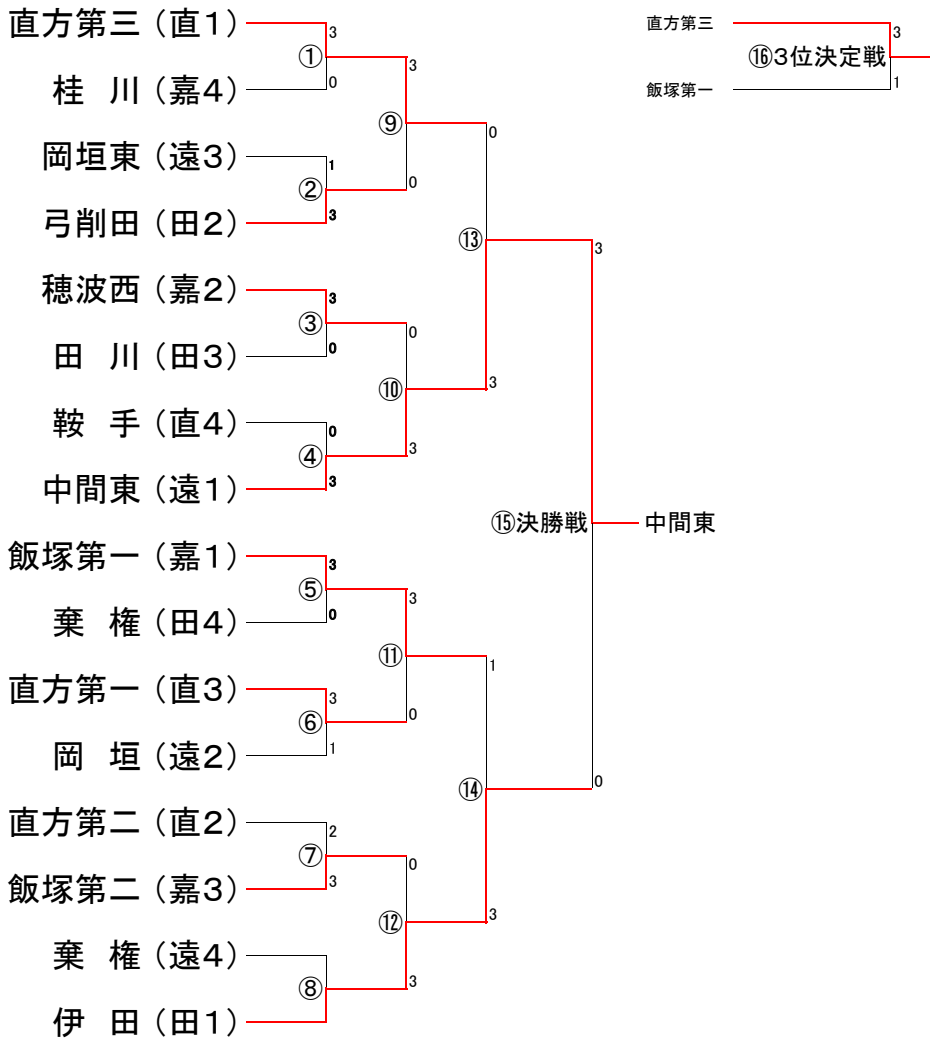 直方第三（直１）
3
①
0
桂　川（嘉４）
3
⑨
0
岡垣東（遠３）
1
②
3
弓削田（田２）
0
0
⑬
3
穂波西（嘉２）
3
③
0
田　川（田３）
0
⑩
3
鞍　手（直４）
0
④
3
中間東（遠１）
3
⑮決勝戦
中間東
飯塚第一（嘉１）
3
⑤
0
棄　権（田４）
3
⑪
0
直方第一（直３）
3
⑥
1
岡　垣（遠２）
1
⑭
3
0
直方第二（直２）
2
⑦
3
飯塚第二（嘉３）
0
⑫
3
棄　権（遠４）
⑧
伊　田（田１）
直方第三
3
⑯３位決定戦
1
飯塚第一